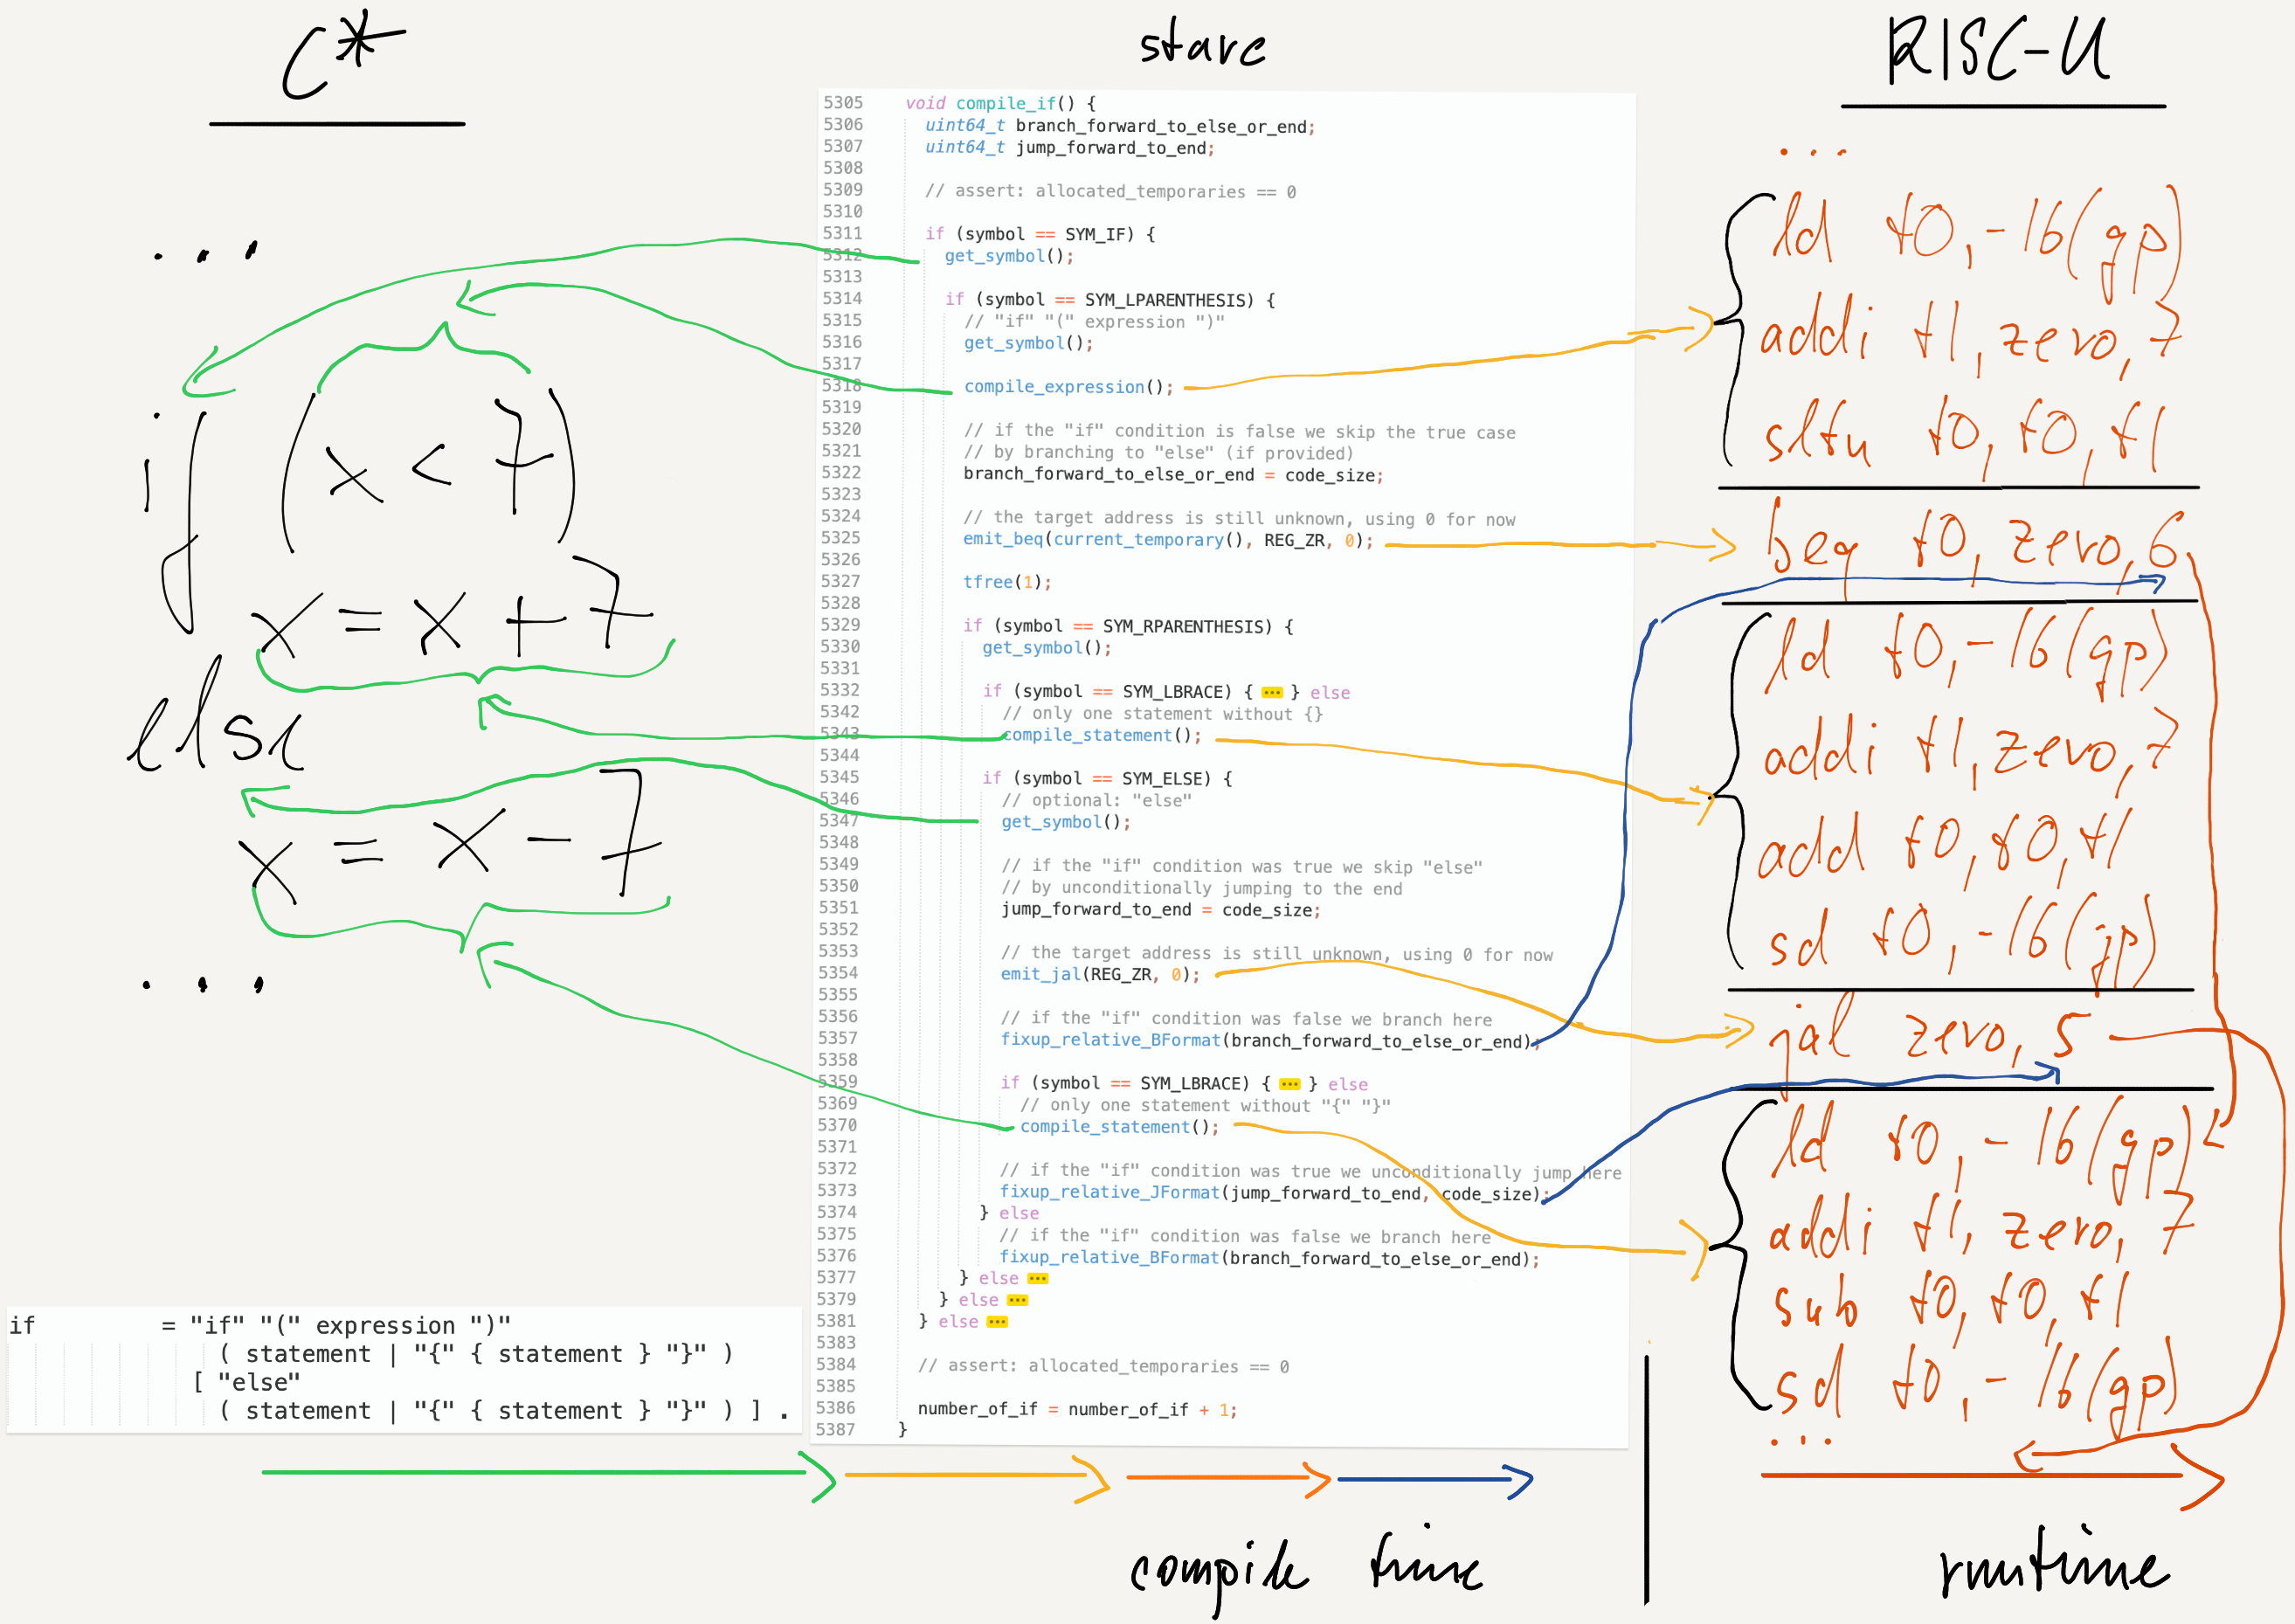 C*
...
if (x < 7)
x = x + 7
else
x = x - 7
...
if = "if" "(" expression ")"
( statement | "{" { statement } "}" )
[ "else"
( statement | "{" { statement } "}" ) ] .
starc
5305 void compile_if() {
5306 uint64_t branch_forward_to_else_or_end;
5307 uint64_t jump_forward_to_end;
5308
5309 // assert: allocated_temporaries == 0
5310
5311 if (symbol == SYM_IF) {
5312 get_symbol();
5313
5314 if (symbol == SYM_LPARENTHESIS) {
5315 // "if" "(" expression ")"
5316 get_symbol();
5317
5318 compile_expression();
5319
5320 // if the "if" condition is false we skip the true case
5321 // by branching to "else" (if provided)
5322 branch_forward_to_else_or_end = code_size;
5323
5324 // the target address is still unknown, using 0 for now
5325 emit_beq(current_temporary(), REG_ZR, 0);
5326
5327 tfree(1);
5328
5329 if (symbol == SYM_RPARENTHESIS) {
5330 get_symbol();
5331
5332 if (symbol == SYM_LBRACE) { ... } else
5342 // only one statement without {}
5343 compile_statement();
5344
5345 if (symbol == SYM_ELSE) {
5346 // optional: "else"
5347 get_symbol();
5348
5349 // if the "if" condition was true we skip "else"
5350 // by unconditionally jumping to the end
5351 jump_forward_to_end = code_size;
5352
5353 // the target address is still unknown, using 0 for now
5354 emit_jal(REG_ZR, 0);
5355
5356 // if the "if" condition was false we branch here
5357 fixup_relative_BFormat(branch_forward_to_else_or_end);
5358
5359 if (symbol == SYM_LBRACE) { ... } else
5369 // only one statement without "{" "}"
5370 compile_statement();
5371
5372 // if the "if" condition was true we unconditionally jump here
5373 fixup_relative_JFormat(jump_forward_to_end, code_size);
5374 } else
5375 // if the "if" condition was false we branch here
5376 fixup_relative_BFormat(branch_forward_to_else_or_end);
5377 } else ...
5379 } else ...
5381 } else ...
5383
5384 // assert: allocated_temporaries == 0
5385
5386 number_of_if = number_of_if + 1;
5387 }
compile time
RISC-U
...
ld t0,-16(gp)
addi t1,zero,7
sltu t0,t0,t1
beq t0,zero,6
ld t0,-16(gp)
addi t1,zero,7
add t0,t0,t1
sd t0,-16(gp)
jal zero,5
ld t0,-16(gp)
addi t1,zero,7
sub t0,t0,t1
sd t0,-16(gp)
...
runtime